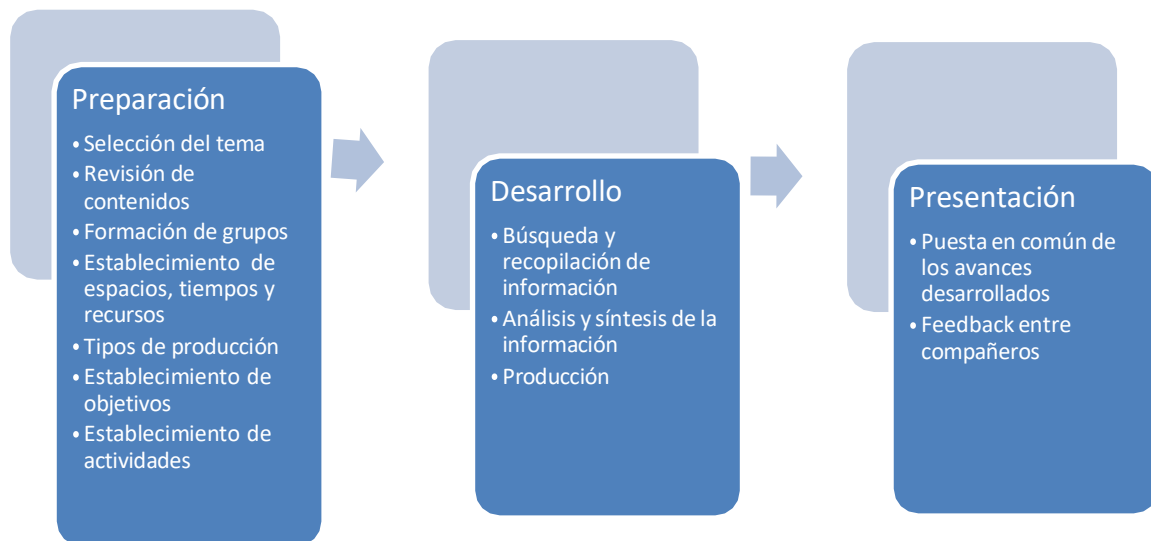 Preparación
• Selección del tema
• Revisión de
contenidos
• Formación de grupos
• Establecimiento de
espacios, tiempos y
recursos
• Tipos de producción
• Establecimiento de
objetivos
• Establecimiento de
actividades
Desarrollo
• Búsqueda y
recopilación de
información
• Análisis y síntesis de la
información
• Producción
Presentación
• Puesta en común de
los avances
desarrollados
• Feedback entre
compañeros